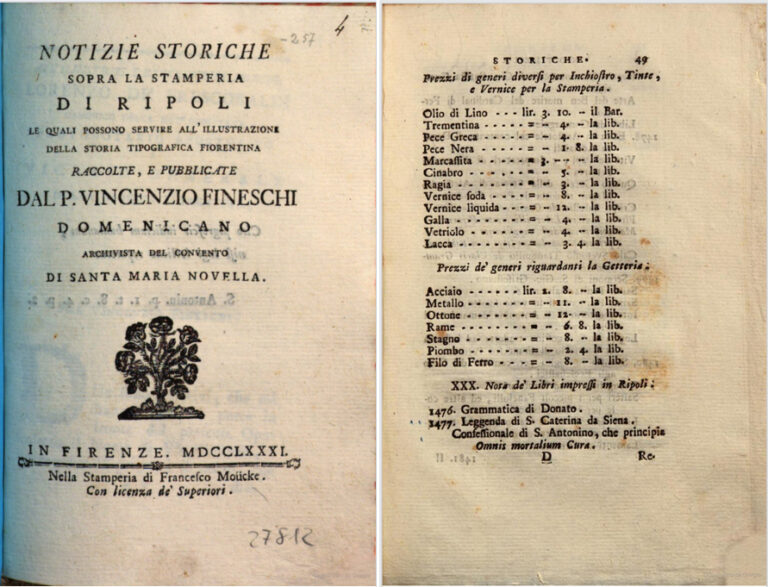 4
-257
NOTIZIE STORICHE
SOPRA LA STAMPERIA
DI RIPOLI
LE QUALI POSSONO SERVIRE ALL'ILLUSTRAZIONE
DELLA STORIA TIPOGRAFICA FIORENTINA
RACCOLTE, E PUBBLICATE
DAL P. VINCENZIO FINESCHI
DOMENICANO
ARCHIVISTA DEL CONVENTO
DI SANTA MARIA NOVELLA.
IN FIRENZE. MDCCLXXXI.
Nella Stamperia di Francesco Moücke.
Con licenza de' Superiori.
27812
STORICHE. 49
Prezzi di generi diversi per Inchiostro, Tinte,
e Vernice per la Stamperia.
Olio di Lino - - - lir. 3. 10. -- il Bar.
Trementina - - - - = -- 4. -- la lib.
Pece Greca - - - - = -- 4. -- la lib.
Pece Nera - - - - - = -- 1. 8. la lib.
Marcassita - - - - = 3. -- -- la lib.
Cinabro - - - - - = -- 5. -- la lib.
Ragia - - - - - - = -- 3. -- la lib.
Vernice soda - - - = -- 8. -- la lib.
Vernice liquida - - - = -- 12. -- la lib.
Galla - - - - - - = -- 4. -- la lib.
Vetriolo - - - - - = -- 4. -- la lib.
Lacca - - - - - - = -- 3. 4. la lib.
Prezzi de' generi riguardanti la Getteria:
Acciaio - - - - - lir. 2. 8. -- la lib.
Metallo - - - - - - = -- 11. -- la lib.
Ottone - - - - - - = -- 12. -- la lib.
Rame - - - - - - - = -- 6. 8. la lib.
Stagno - - - - - - = -- 8. -- la lib.
Piombo - - - - - - = -- 2. 4. la lib.
Filo di Ferro - - - = -- 8. -- la lib.
XXX. Nota de' Libri impressi in Ripoli:
1476. Grammatica di Donato.
1477. Leggenda di S. Caterina da Siena.
Confessionale di S. Antonino, che principia
Omnis mortalium Cura.
D Re.